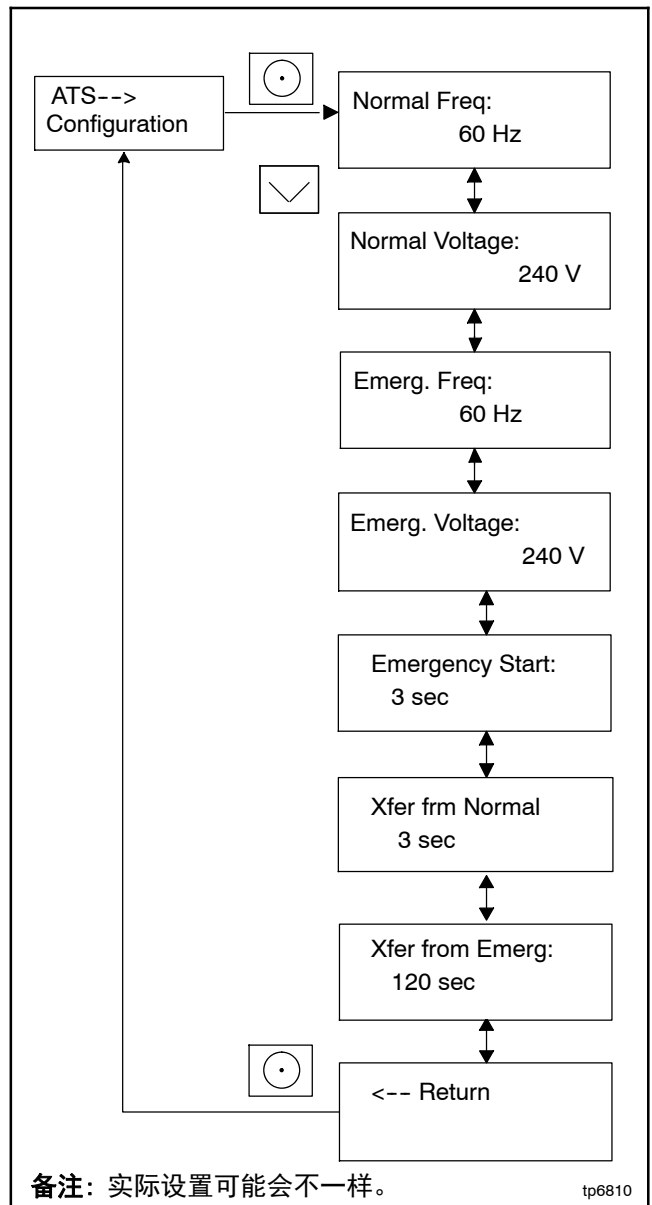 ATS-->
Configuration
Normal Freq:
60 Hz
Normal Voltage:
240 V
Emerg. Freq:
60 Hz
Emerg. Voltage:
240 V
Emergency Start:
3 sec
Xfer frm Normal
3 sec
Xfer from Emerg:
120 sec
<-- Return
备注: 实际设置可能会不一样。
tp6810